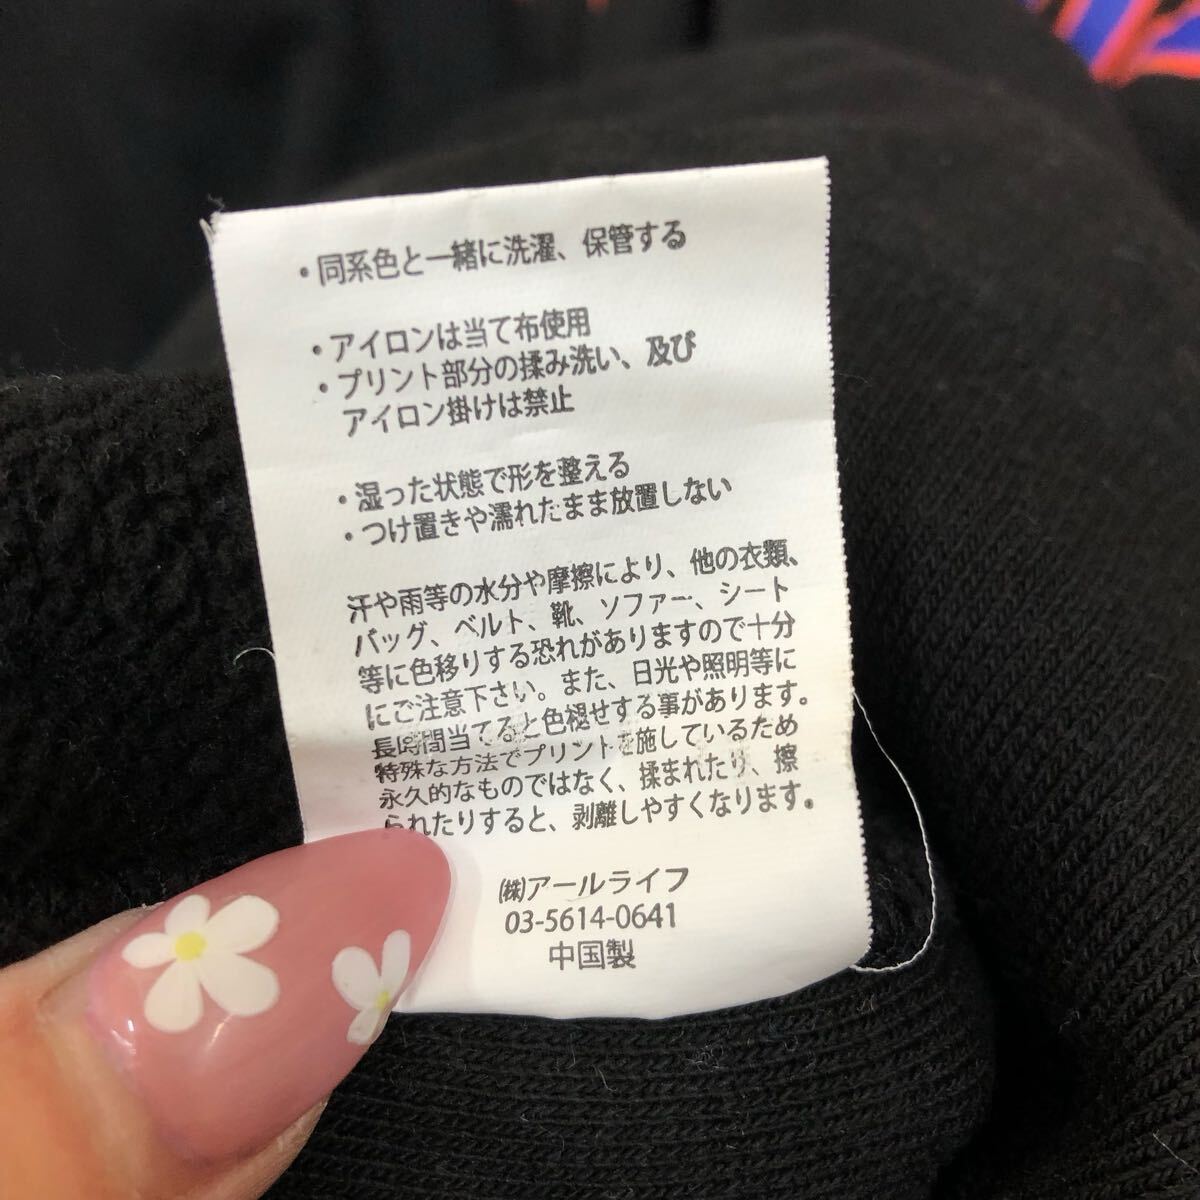 ・同系色と一緒に洗濯、保管する
・アイロンは当て布使用
・プリント部分の揉み洗い、及び
アイロン掛けは禁止
・湿った状態で形を整える
・つけ置きや濡れたまま放置しない
汗や雨等の水分や摩擦により、他の衣類、
バッグ、ベルト、靴、ソファー、シート
等に色移りする恐れがありますので十分
にご注意下さい。また、日光や照明等に
長時間当てると色褪せする事があります。
特殊な方法でプリントを施しているため
永久的なものではなく、揉まれたり、擦
られたりすると、剥離しやすくなります。
㈱アールライフ
03-5614-0641
中国製